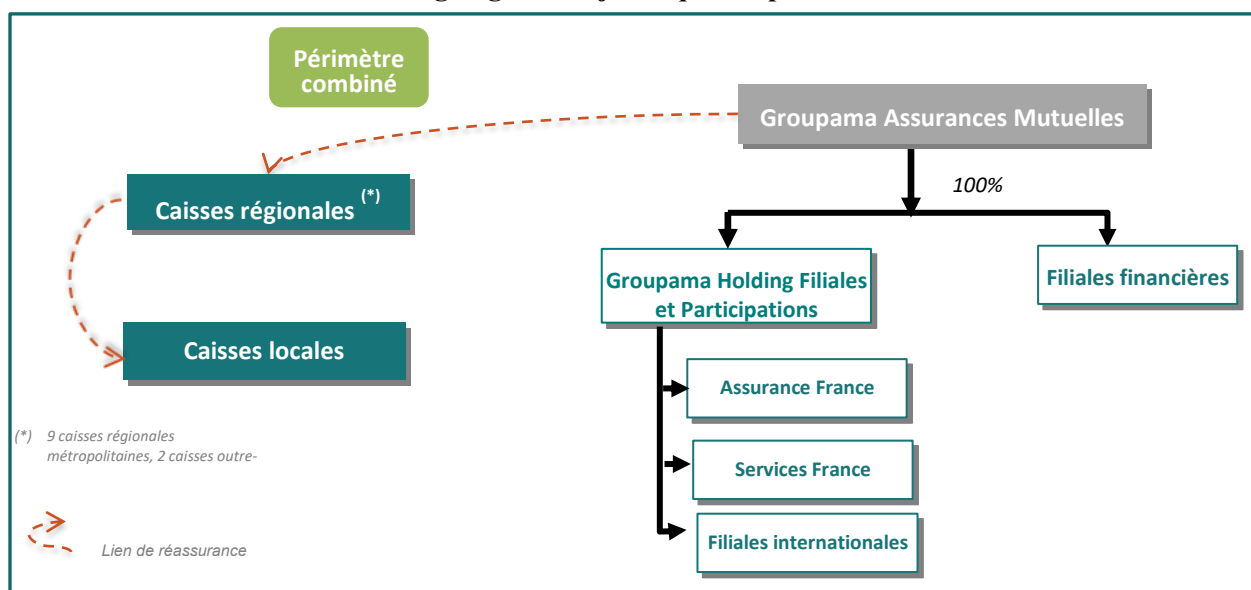 Périmètre
combiné
Groupama Assurances Mutuelles
100%
Caisses régionales (*)
Groupama Holding Filiales
et Participations
Filiales financières
Caisses locales
Assurance France
(*) 9 caisses régionales
métropolitaines, 2 caisses outre-
Services France
Filiales internationales
Lien de réassurance